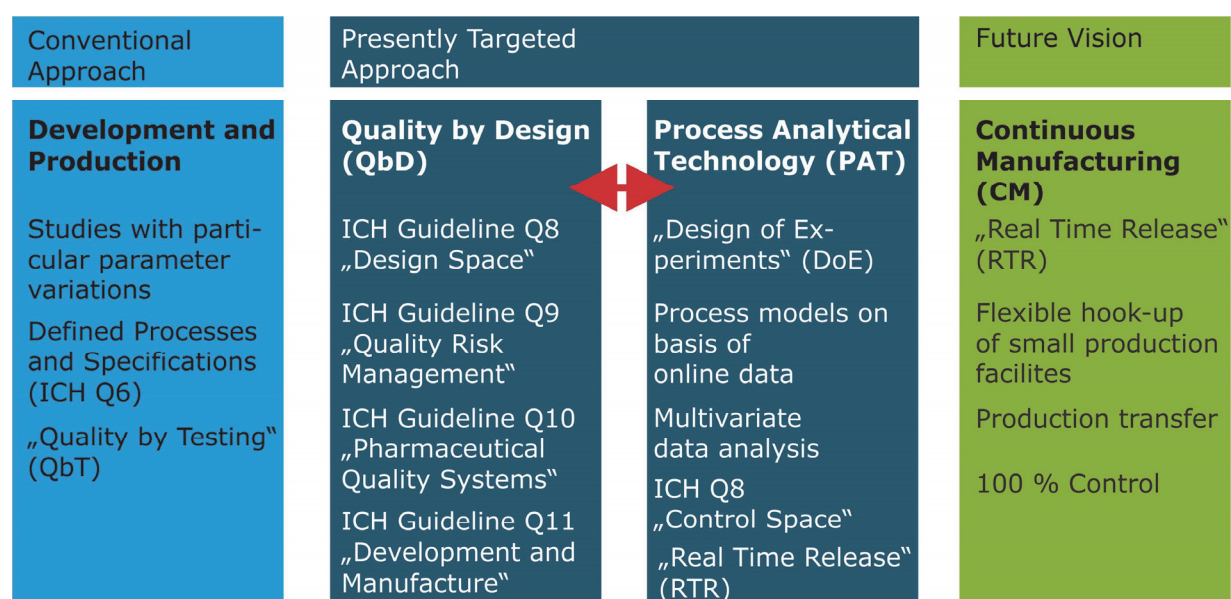 Conventional
Approach
Presently Targeted
Approach
Future Vision
Development and
Production
Studies with parti-
cular parameter
variations
Defined Processes
and Specifications
(ICH Q6)
„Quality by Testing“
(QbT)
Quality by Design
(QbD)
ICH Guideline Q8
„Design Space“
ICH Guideline Q9
„Quality Risk
Management“
ICH Guideline Q10
„Pharmaceutical
Quality Systems“
ICH Guideline Q11
„Development and
Manufacture“
Process Analytical
Technology (PAT)
„Design of Ex-
periments“ (DoE)
Process models on
basis of
online data
Multivariate
data analysis
ICH Q8
„Control Space“
„Real Time Release“
(RTR)
Continuous
Manufacturing
(CM)
„Real Time Release“
(RTR)
Flexible hook-up
of small production
facilites
Production transfer
100 % Control